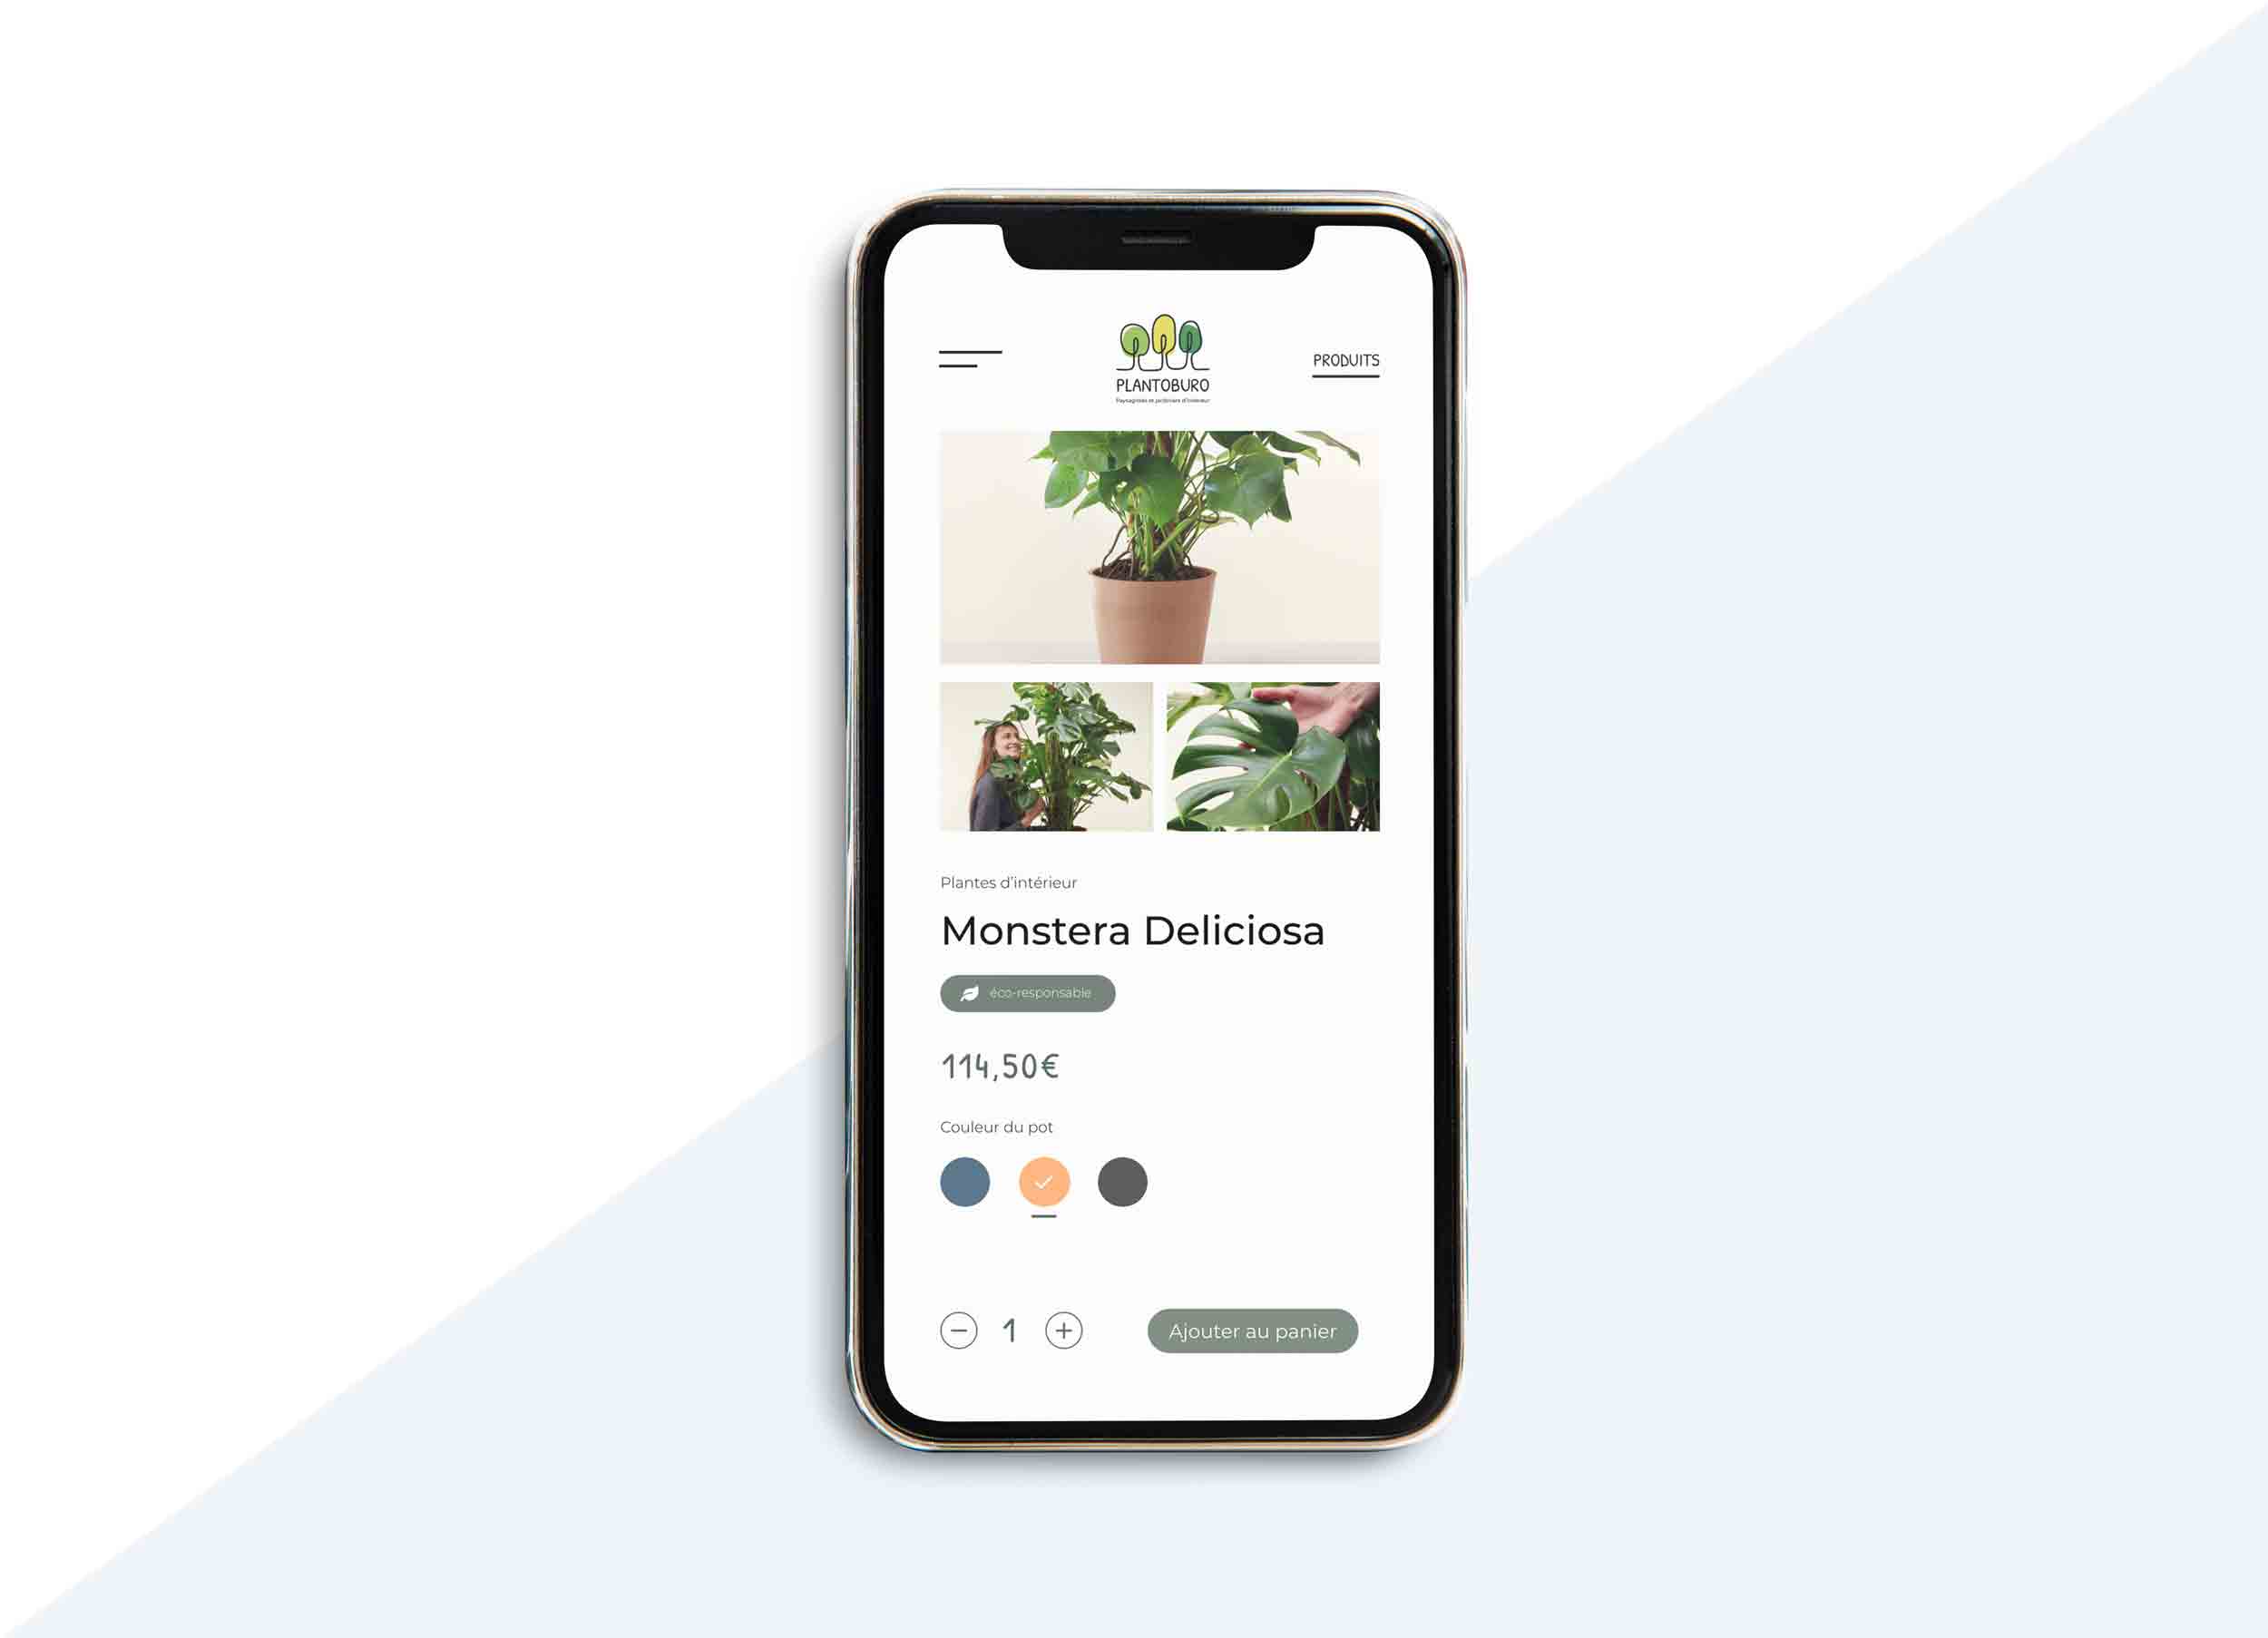 PLANTOBURO
Paysagistes et jardiniers d'intérieur
PRODUITS
Plantes d'intérieur
Monstera Deliciosa
éco-responsable
114,50€
Couleur du pot
1
Ajouter au panier